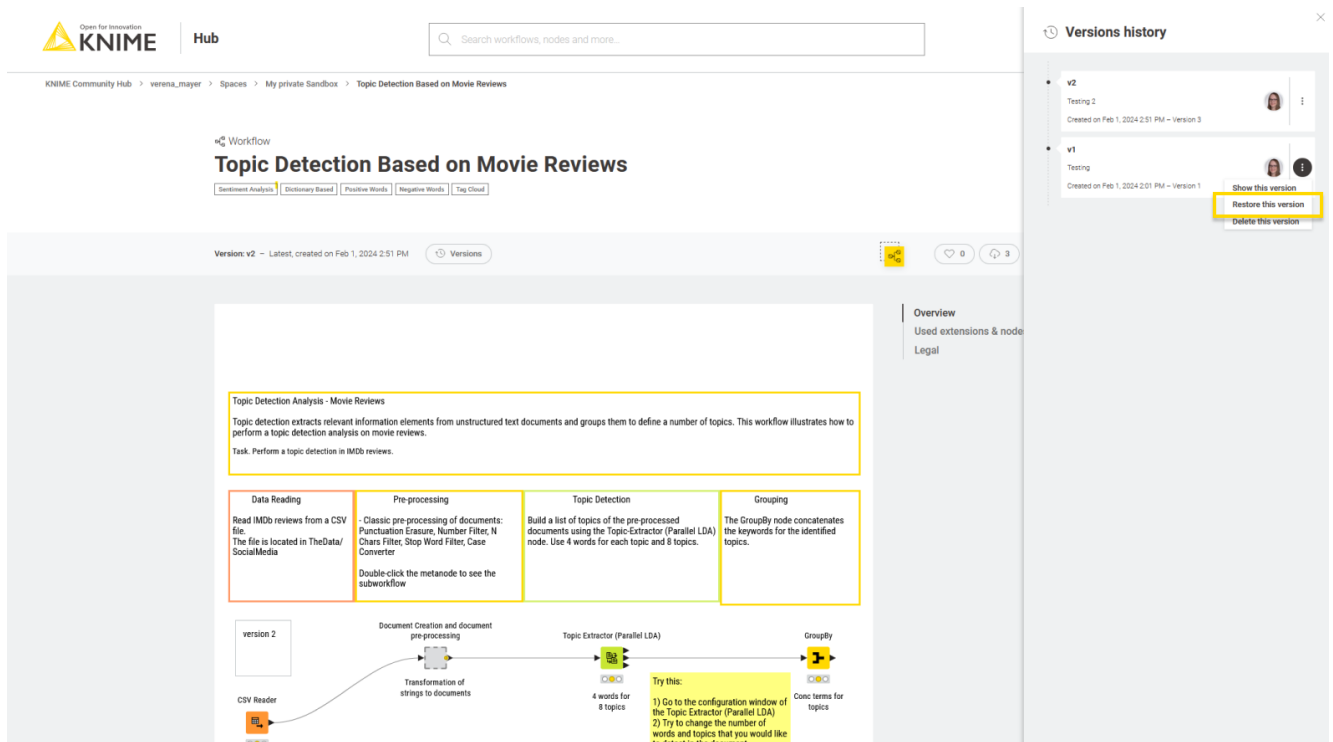 Open for Innovation
KNIME
Hub
Search workflows, nodes and more...
KNIME Community Hub > verena_mayer > Spaces > My private Sandbox > Topic Detection Based on Movie Reviews
Workflow
Topic Detection Based on Movie Reviews
Sentiment Analysis
Dictionary Based
Positive Words
Negative Words
Tag Cloud
Version: v2 – Latest, created on Feb 1, 2024 2:51 PM
Versions
0
3
Overview
Used extensions & node
Legal
Topic Detection Analysis - Movie Reviews
Topic detection extracts relevant information elements from unstructured text documents and groups them to define a number of topics. This workflow illustrates how to
perform a topic detection analysis on movie reviews.
Task. Perform a topic detection in IMDb reviews.
Data Reading
Read IMDb reviews from a CSV
file.
The file is located in TheData/
SocialMedia
Pre-processing
- Classic pre-processing of documents:
Punctuation Erasure, Number Filter, N
Chars Filter, Stop Word Filter, Case
Converter
Double-click the metanode to see the
subworkflow
Topic Detection
Build a list of topics of the pre-processed
documents using the Topic-Extractor (Parallel LDA)
node. Use 4 words for each topic and 8 topics.
Grouping
The GroupBy node concatenates
the keywords for the identified
topics.
version 2
Document Creation and document
pre-processing
Transformation of
strings to documents
CSV Reader
Topic Extractor (Parallel LDA)
4 words for
8 topics
Try this:
1) Go to the configuration window of
the Topic Extractor (Parallel LDA)
2) Try to change the number of
words and topics that you would like
GroupBy
Conc terms for
topics
Versions history
v2
Testing 2
Created on Feb 1, 2024 2:51 PM – Version 3
v1
Testing
Created on Feb 1, 2024 2:01 PM – Version 1
Show this version
Restore this version
Delete this version